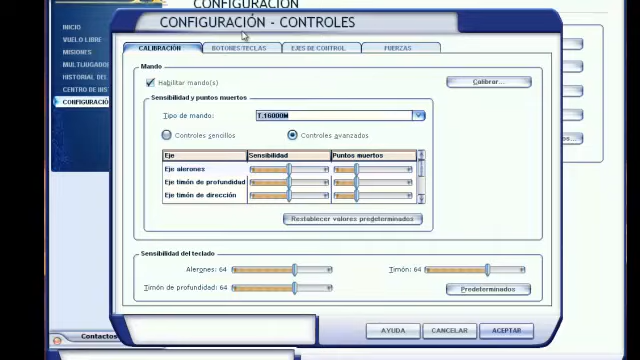 CONFIGURACIÓN
CONFIGURACIÓN - CONTROLES
INICIO
VUELO LIBRE
MISIONES
MULTIJUGADOR
HISTORIAL DEL
CENTRO DE
CONFIGURACIÓ
CALIBRACIÓN
BOTONES/TECLAS
EJES DE CONTROL
FUERZAS
Mando
Habilitar mando(s)
Calibrar...
Sensibilidad y puntos muertos
Tipo de mando:
T.16000M
Controles sencillos
Controles avanzados
Eje Sensibilidad Puntos muertos
Eje alerones
Eje timón de profundidad
Eje timón de dirección
Restablecer valores predeterminados
Sensibilidad del teclado
Alerones: 64
Timón: 64
Timón de profundidad: 64
Predeterminados
Contactos
AYUDA
CANCELAR
ACEPTAR